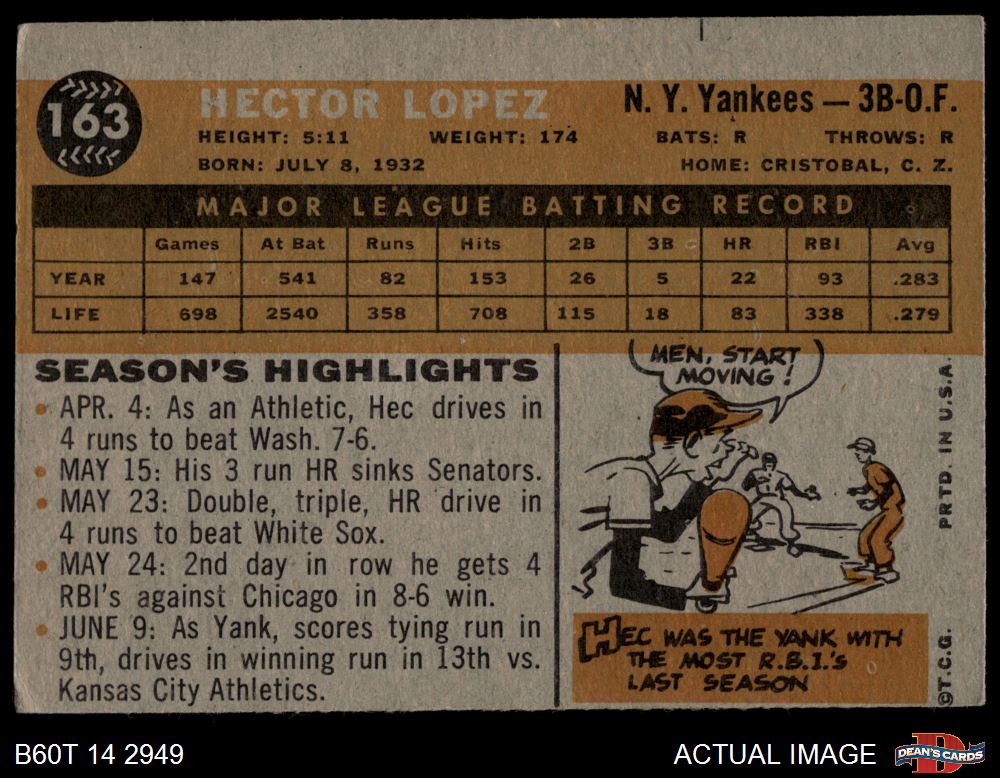 163
HECTOR LOPEZ
N. Y. Yankees — 3B-O.F.
HEIGHT: 5:11 WEIGHT: 174 BATS: R THROWS: R
BORN: JULY 8, 1932 HOME: CRISTOBAL, C. Z.
MAJOR LEAGUE BATTING RECORD
Games At Bat Runs Hits 2B 3B HR RBI Avg
YEAR 147 541 82 153 26 5 22 93 .283
LIFE 698 2540 358 708 115 18 83 338 .279
SEASON'S HIGHLIGHTS
• APR. 4: As an Athletic, Hec drives in
4 runs to beat Wash. 7-6.
• MAY 15: His 3 run HR sinks Senators.
• MAY 23: Double, triple, HR drive in
4 runs to beat White Sox.
• MAY 24: 2nd day in row he gets 4
RBI's against Chicago in 8-6 win.
• JUNE 9: As Yank, scores tying run in
9th, drives in winning run in 13th vs.
Kansas City Athletics.
MEN, START
MOVING!
HEC WAS THE YANK WITH
THE MOST R.B.I.'s
LAST SEASON
©T.C.G. PRTD. IN U.S.A.
B60T 14 2949
ACTUAL IMAGE
D
DEAN'S CARDS